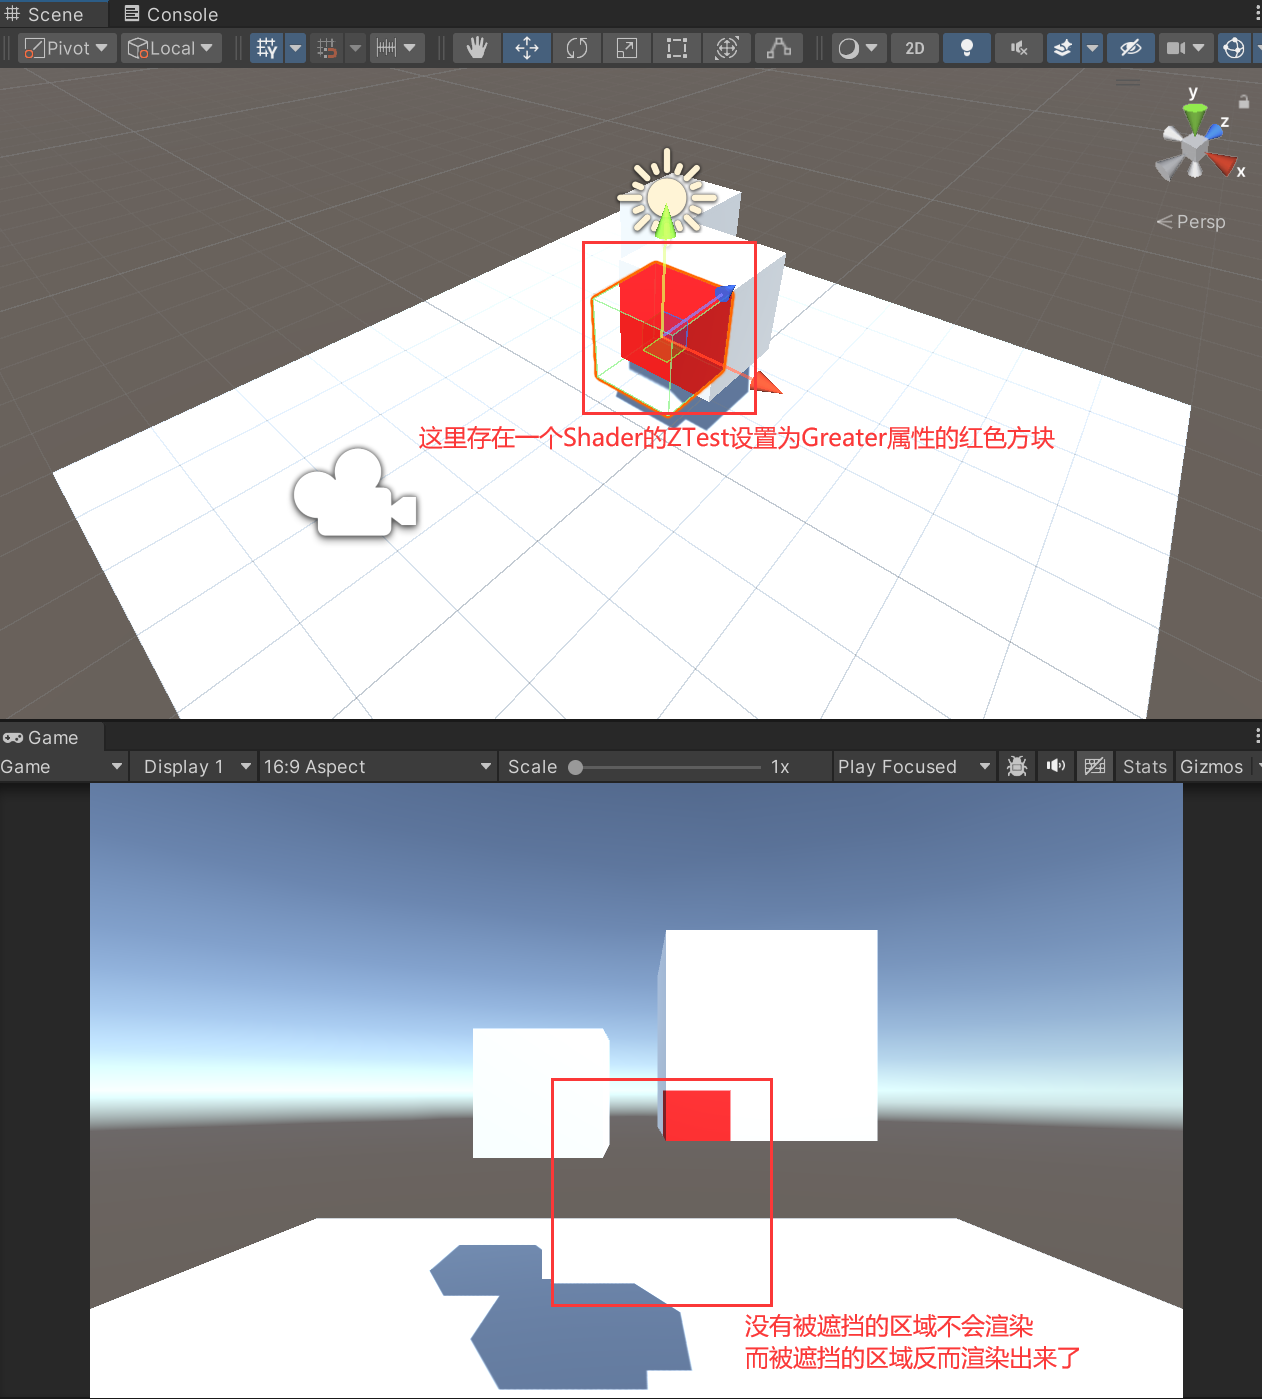 Scene Console
Pivot Local 2D
y
z
x
Persp
这里存在一个Shader的ZTest设置为Greater属性的红色方块
Game
Game Display 1 16:9 Aspect Scale 1x Play Focused Stats Gizmos
没有被遮挡的区域不会渲染
而被遮挡的区域反而渲染出来了